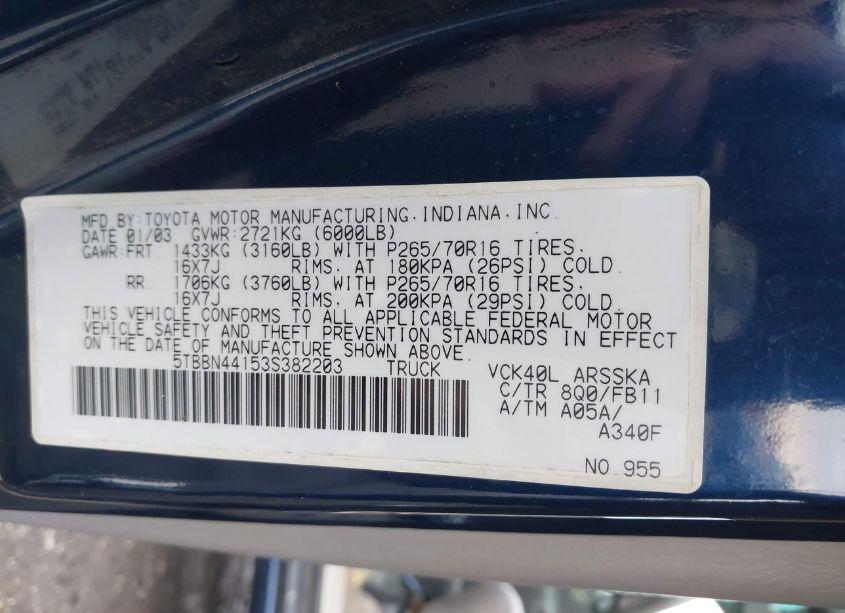 MFD.BY:TOYOTA MOTOR MANUFACTURING.INDIANA.INC.
DATE 01/03 GVWR:2721KG (6000LB)
GAWR:FRT. 1433KG (3160LB) WITH P265/70R16 TIRES.
16X7J RIMS. AT 180KPA (26PSI) COLD.
RR. 1706KG (3760LB) WITH P265/70R16 TIRES.
16X7J RIMS. AT 200KPA (29PSI) COLD.
THIS VEHICLE CONFORMS TO ALL APPLICABLE FEDERAL MOTOR
VEHICLE SAFETY AND THEFT PREVENTION STANDARDS IN EFFECT
ON THE DATE OF MANUFACTURE SHOWN ABOVE.
5TBBN44153S382203 TRUCK VCK40L ARSSKA
C/TR 8Q0/FB11
A/TM A05A/
A340F
NO.955